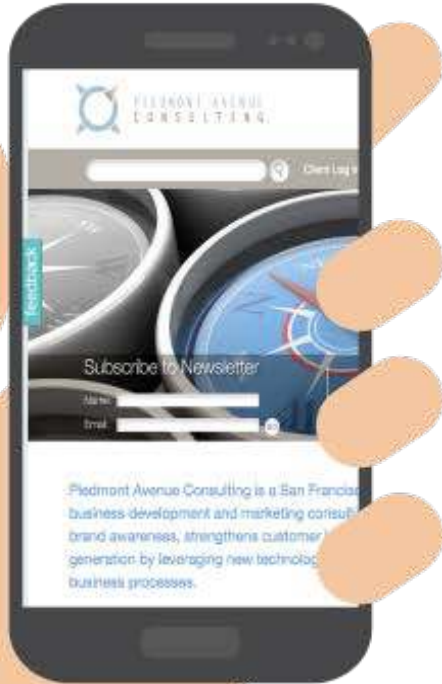 PIEDMONT AVENUE
CONSULTING,
Client Log
feedback
Subscribe to Newsletter
Name:
Email:
Piedmont Avenue Consulting is a San Francisc
business development and marketing consult
brand awareness, strengthens customer
generation by leveraging new technolog
business processes.